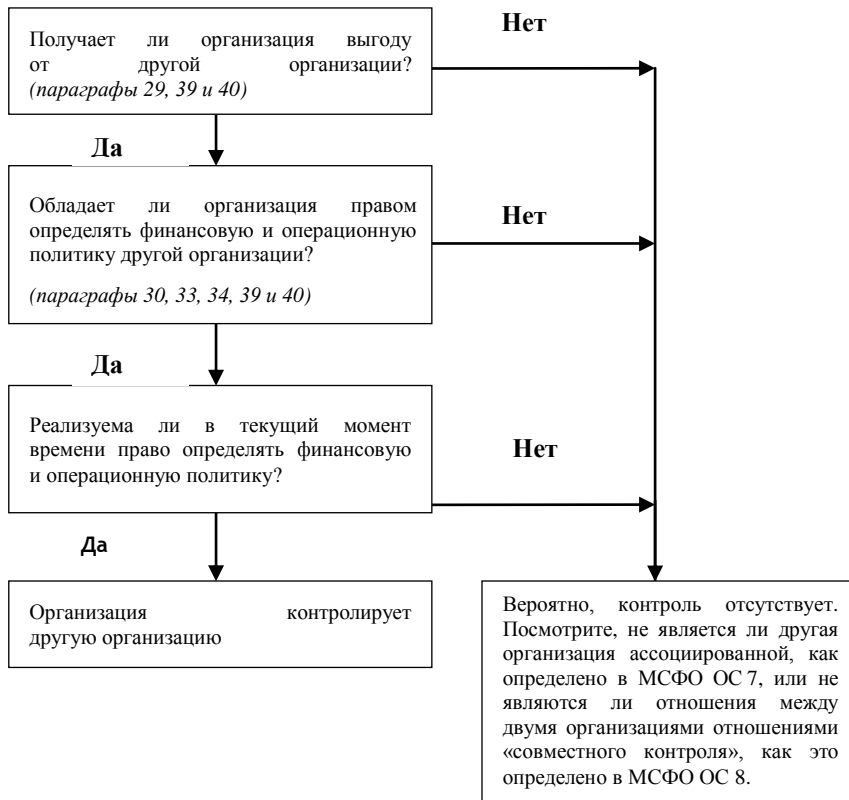 Получает ли организация выгоду
от другой организации?
(параграфы 29, 39 и 40)
Нет
Да
Обладает ли организация правом
определять финансовую и операционную
политику другой организации?
(параграфы 30, 33, 34, 39 и 40)
Нет
Да
Реализуема ли в текущий момент
времени право определять финансовую
и операционную политику?
Нет
Да
Организация контролирует
другую организацию
Вероятно, контроль отсутствует.
Посмотрите, не является ли другая
организация ассоциированной, как
определено в МСФО ОС 7, или не
являются ли отношения между
двумя организациями отношениями
«совместного контроля», как это
определено в МСФО ОС 8.